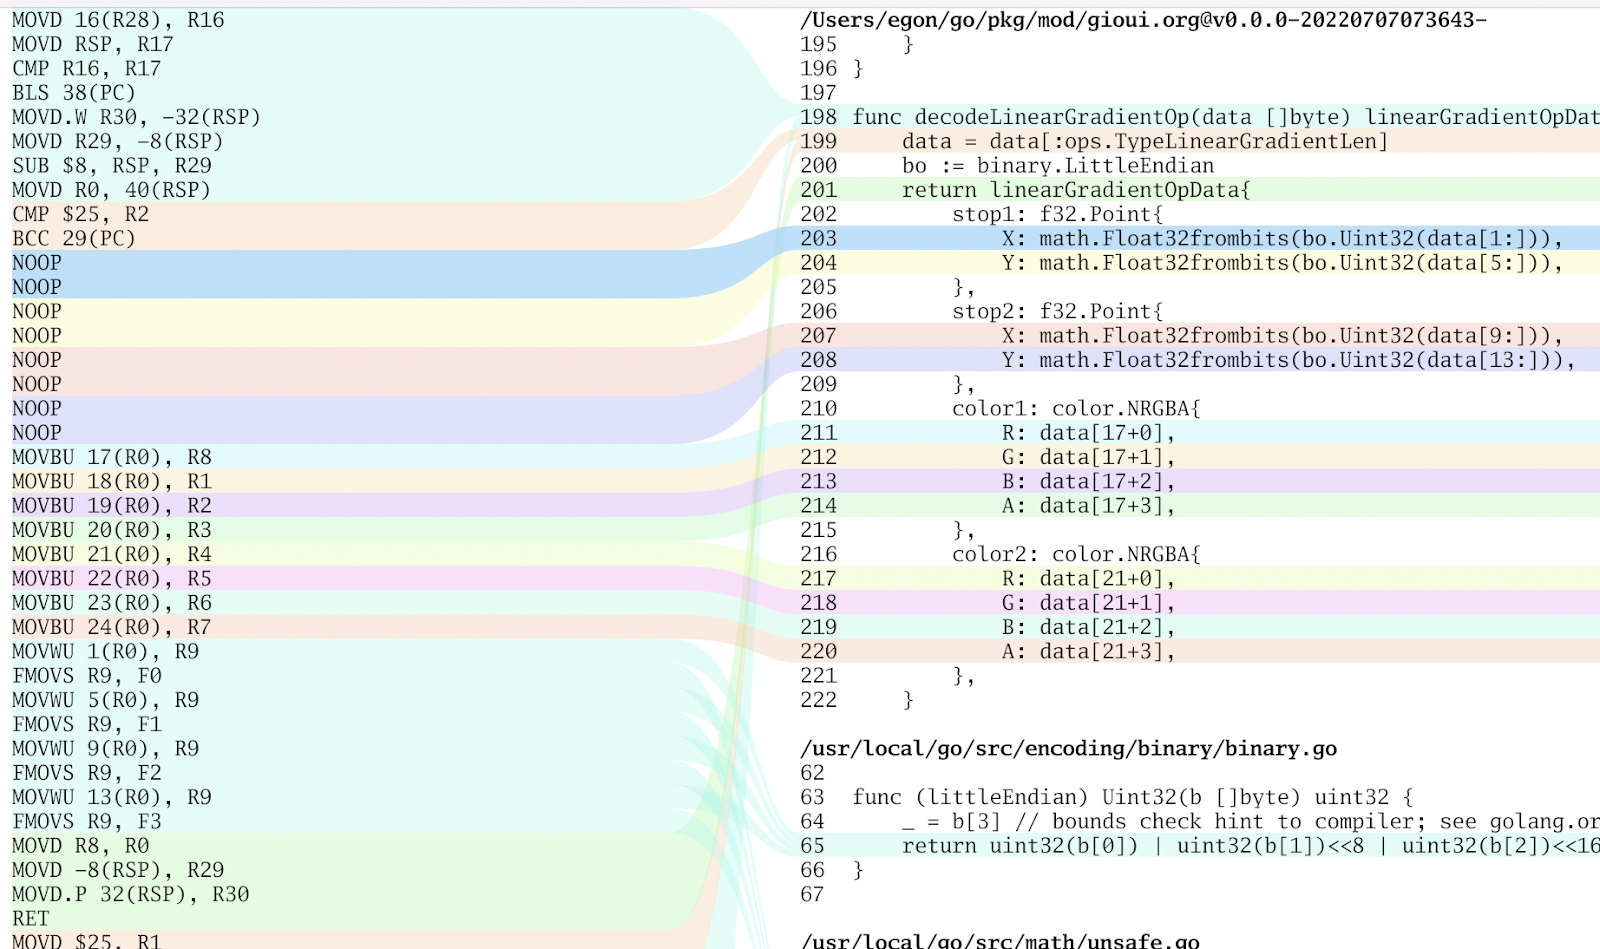 MOVD 16(R28), R16
MOVD RSP, R17
CMP R16, R17
BLS 38(PC)
MOVD.W R30, -32(RSP)
MOVD R29, -8(RSP)
SUB $8, RSP, R29
MOVD R0, 40(RSP)
CMP $25, R2
BCC 29(PC)
NOOP
NOOP
NOOP
NOOP
NOOP
NOOP
NOOP
NOOP
MOVBU 17(R0), R8
MOVBU 18(R0), R1
MOVBU 19(R0), R2
MOVBU 20(R0), R3
MOVBU 21(R0), R4
MOVBU 22(R0), R5
MOVBU 23(R0), R6
MOVBU 24(R0), R7
MOVWU 1(R0), R9
FMOVS R9, F0
MOVWU 5(R0), R9
FMOVS R9, F1
MOVWU 9(R0), R9
FMOVS R9, F2
MOVWU 13(R0), R9
FMOVS R9, F3
MOVD R8, R0
MOVD -8(RSP), R29
MOVD.P 32(RSP), R30
RET
MOVD $25, R1
/Users/egon/go/pkg/mod/gioui.org@v0.0.0-20220707073643-
195 }
196 }
197
198 func decodeLinearGradientOp(data []byte) linearGradientOpDat
199 data = data[:ops.TypeLinearGradientLen]
200 bo := binary.LittleEndian
201 return linearGradientOpData{
202 stop1: f32.Point{
203 X: math.Float32frombits(bo.Uint32(data[1:])),
204 Y: math.Float32frombits(bo.Uint32(data[5:])),
205 },
206 stop2: f32.Point{
207 X: math.Float32frombits(bo.Uint32(data[9:])),
208 Y: math.Float32frombits(bo.Uint32(data[13:])),
209 },
210 color1: color.NRGBA{
211 R: data[17+0],
212 G: data[17+1],
213 B: data[17+2],
214 A: data[17+3],
215 },
216 color2: color.NRGBA{
217 R: data[21+0],
218 G: data[21+1],
219 B: data[21+2],
220 A: data[21+3],
221 },
222 }
/usr/local/go/src/encoding/binary/binary.go
62
63 func (littleEndian) Uint32(b []byte) uint32 {
64 _ = b[3] // bounds check hint to compiler; see golang.or
65 return uint32(b[0]) | uint32(b[1])<<8 | uint32(b[2])<<16
66 }
67
/usr/local/go/src/math/unsafe.go